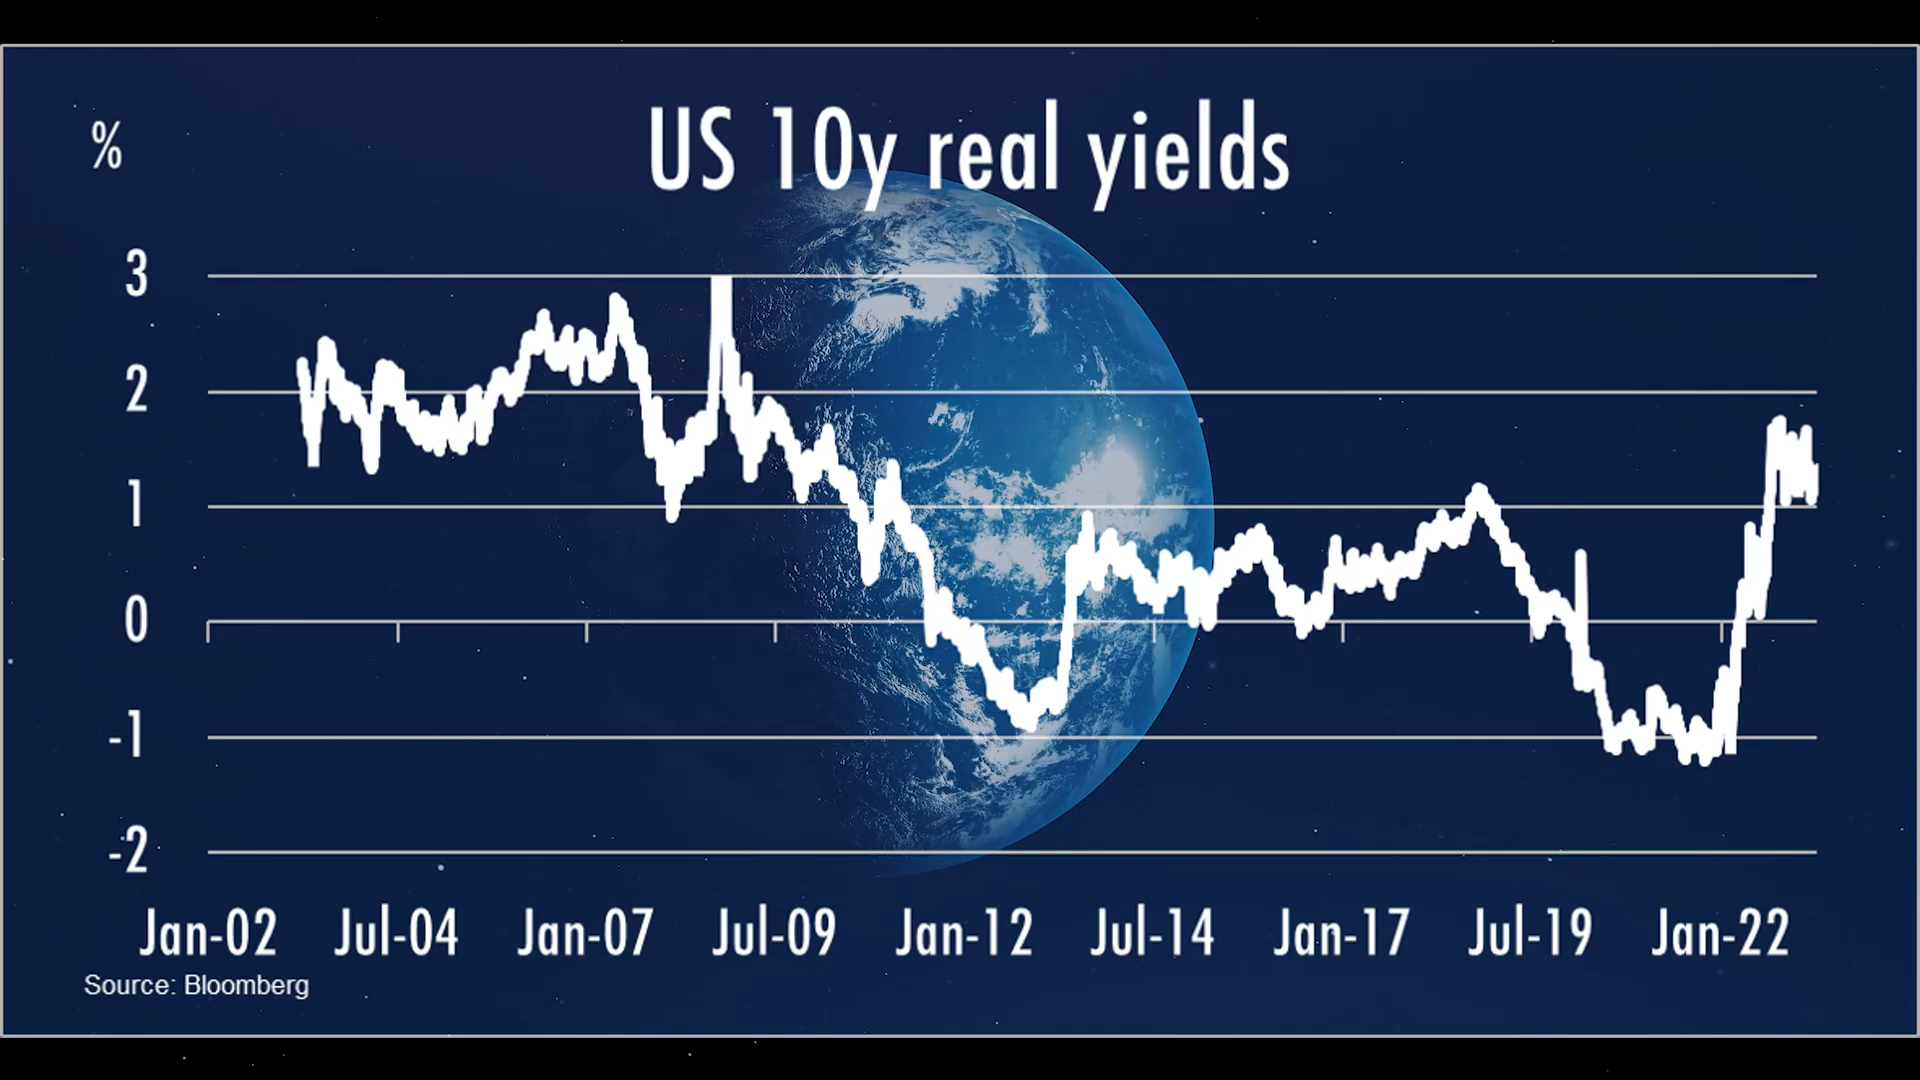 US 10y real yields
%
3
2
1
0
-1
-2
Jan-02 Jul-04 Jan-07 Jul-09 Jan-12 Jul-14 Jan-17 Jul-19 Jan-22
Source: Bloomberg